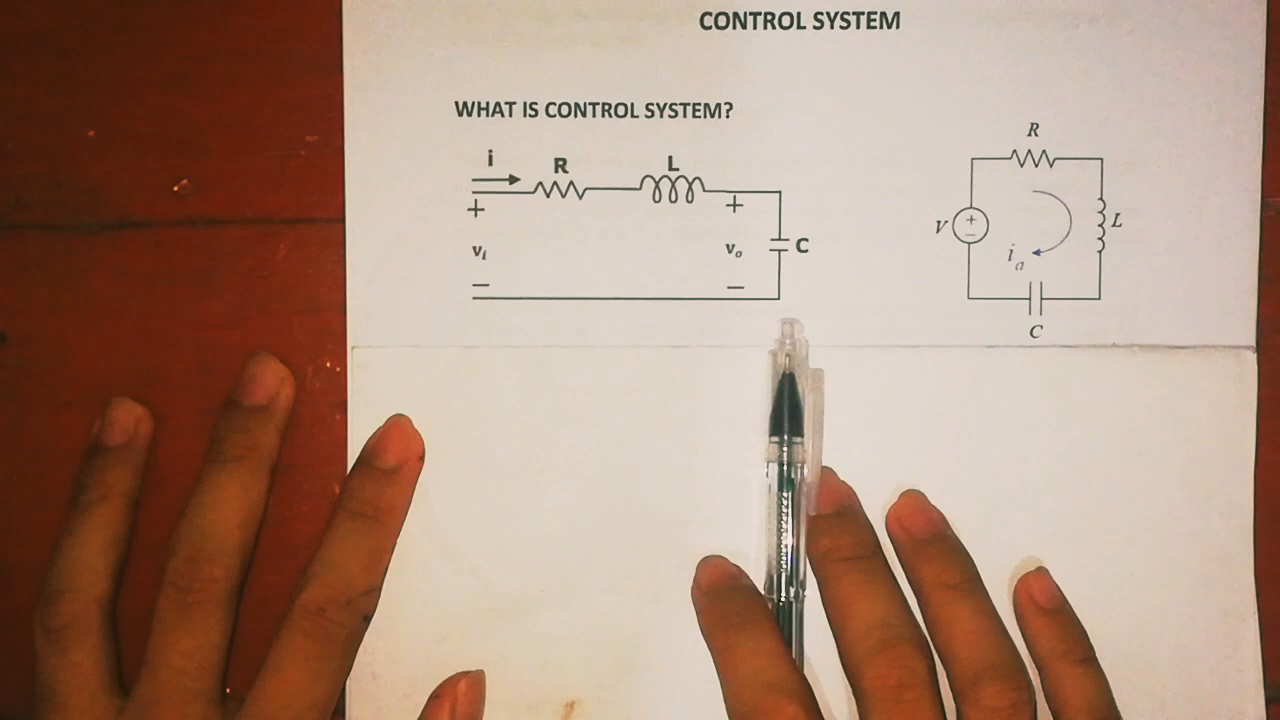 CONTROL SYSTEM
WHAT IS CONTROL SYSTEM?
i
R
L
+
+
vᵢ
vₒ
C
−
−
R
V
+
−
L
iₐ
C